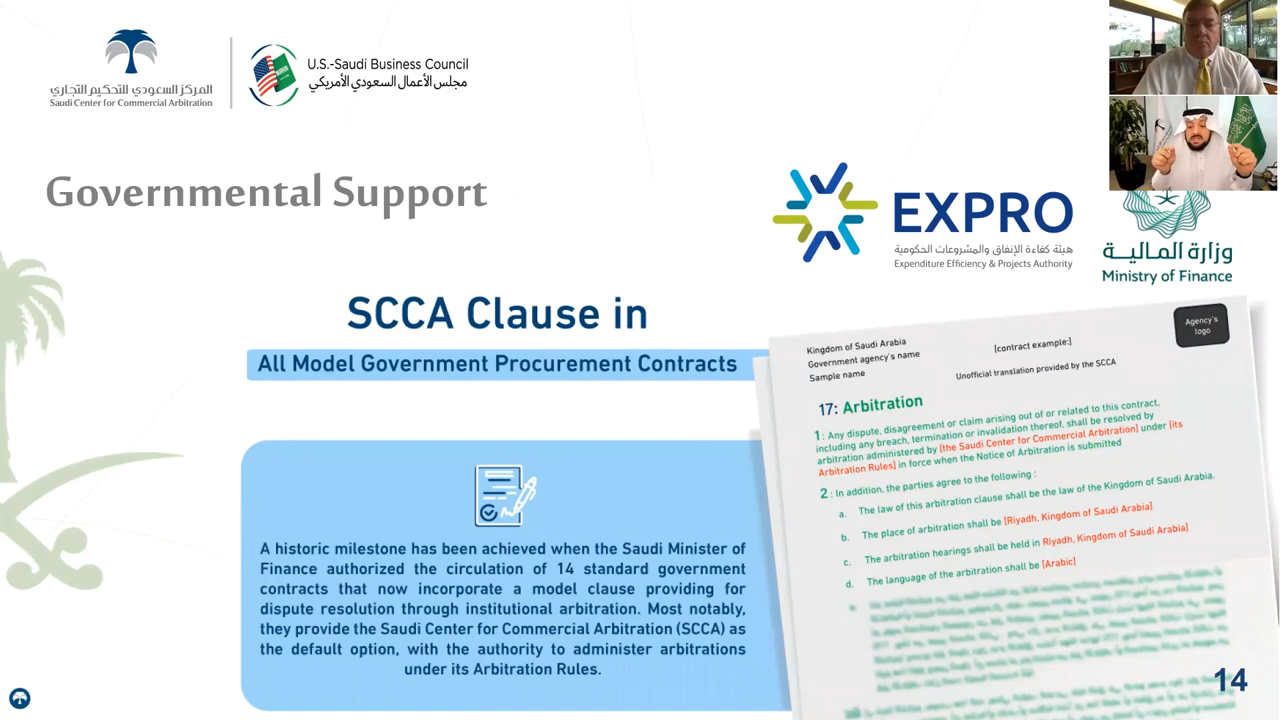 المركز السعودي للتحكيم التجاري
Saudi Center for Commercial Arbitration
U.S.-Saudi Business Council
مجلس الأعمال السعودي الأمريكي
Governmental Support
EXPRO
هيئة كفاءة الإنفاق والمشروعات الحكومية
Expenditure Efficiency & Projects Authority
وزارة المالية
Ministry of Finance
SCCA Clause in
All Model Government Procurement Contracts
A historic milestone has been achieved when the Saudi Minister of
Finance authorized the circulation of 14 standard government
contracts that now incorporate a model clause providing for
dispute resolution through institutional arbitration. Most notably,
they provide the Saudi Center for Commercial Arbitration (SCCA) as
the default option, with the authority to administer arbitrations
under its Arbitration Rules.
Kingdom of Saudi Arabia
Government agency's name
Sample name
[contract example:]
Unofficial translation provided by the SCCA
Agency's
logo
17: Arbitration
1: Any dispute, disagreement or claim arising out of or related to this contract,
including any breach, termination or invalidation thereof, shall be resolved by
arbitration administered by [the Saudi Center for Commercial Arbitration] under [its
Arbitration Rules] in force when the Notice of Arbitration is submitted
2: In addition, the parties agree to the following :
a. The law of this arbitration clause shall be the law of the Kingdom of Saudi Arabia.
b. The place of arbitration shall be [Riyadh, Kingdom of Saudi Arabia]
c. The arbitration hearings shall be held in Riyadh, Kingdom of Saudi Arabia]
d. The language of the arbitration shall be [Arabic]
14